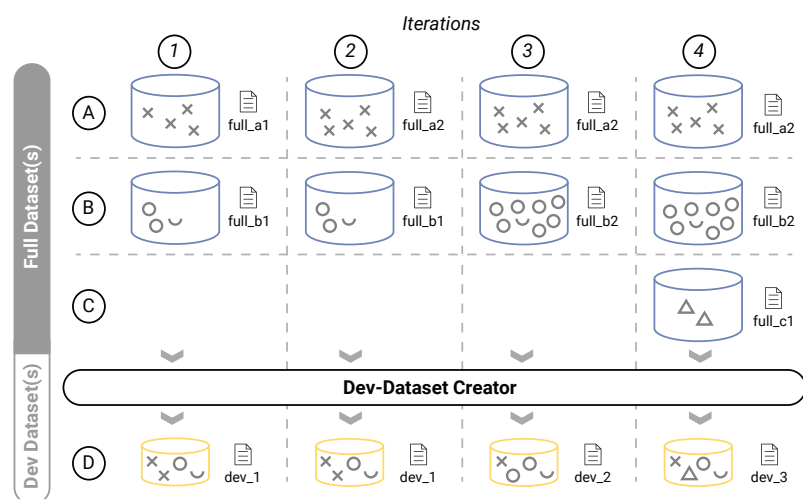 Iterations
1
2
3
4
Full Dataset(s)
A
full_a1
full_a2
full_a2
full_a2
B
full_b1
full_b1
full_b2
full_b2
C
full_c1
Dev-Dataset Creator
Dev Dataset(s)
D
dev_1
dev_1
dev_2
dev_3